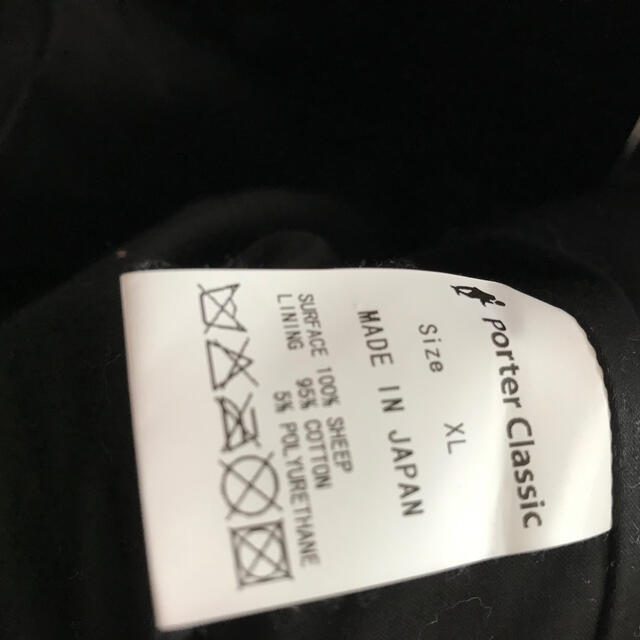 Porter Classic
Size XL
MADE IN JAPAN
SURFACE 100% SHEEP
LINING 95% COTTON
5% POLYURETHANE